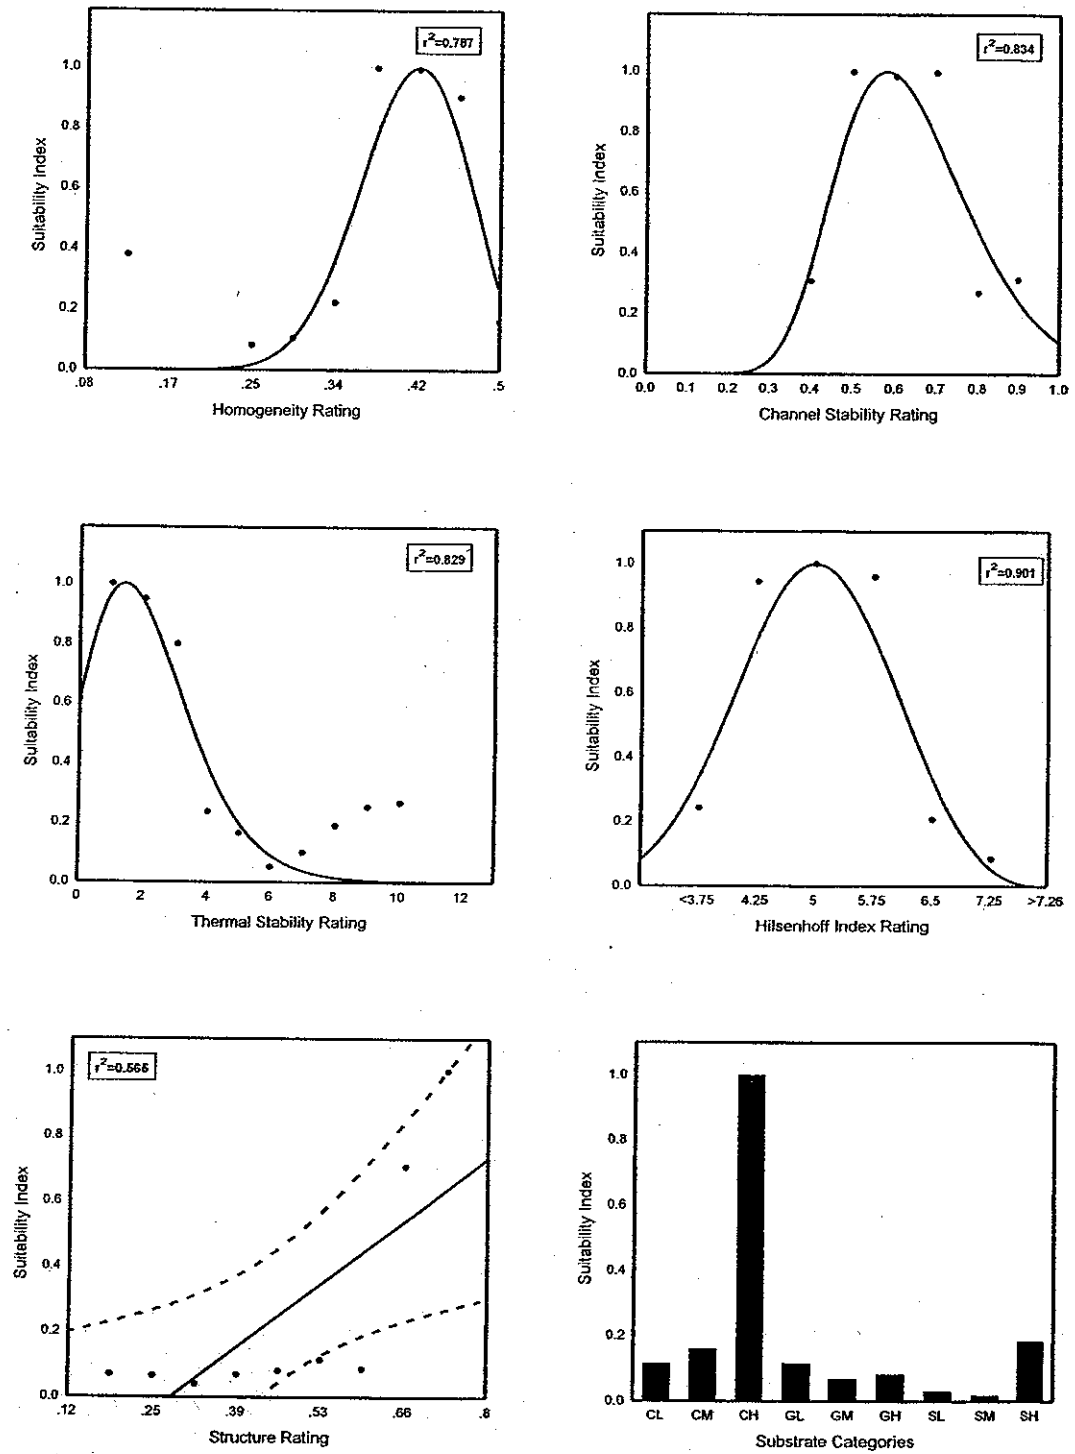 r²=0.787
1.0
0.8
0.6
0.4
0.2
0.0
Suitability Index
.08 .17 .25 .34 .42 .5
Homogeneity Rating
r²=0.834
1.0
0.8
0.6
0.4
0.2
0.0
Suitability Index
0.0 0.1 0.2 0.3 0.4 0.5 0.6 0.7 0.8 0.9 1.0
Channel Stability Rating
r²=0.829
1.0
0.8
0.6
0.4
0.2
0.0
Suitability Index
0 2 4 6 8 10 12
Thermal Stability Rating
r²=0.901
1.0
0.8
0.6
0.4
0.2
0.0
Suitability Index
<3.75 4.25 5 5.75 6.5 7.25 >7.26
Hilsenhoff Index Rating
r²=0.565
1.0
0.8
0.6
0.4
0.2
0.0
Suitability Index
.12 .25 .39 .53 .66 .8
Structure Rating
1.0
0.8
0.6
0.4
0.2
0.0
Suitability Index
CL CM CH GL GM GH SL SM SH
Substrate Categories